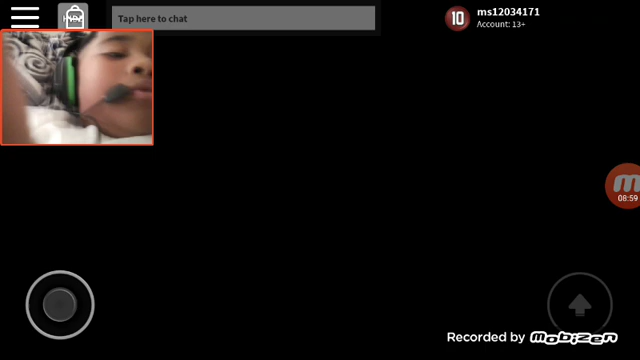 Tap here to chat
10
ms12034171
Account: 13+
08:59
Recorded by Mobizen